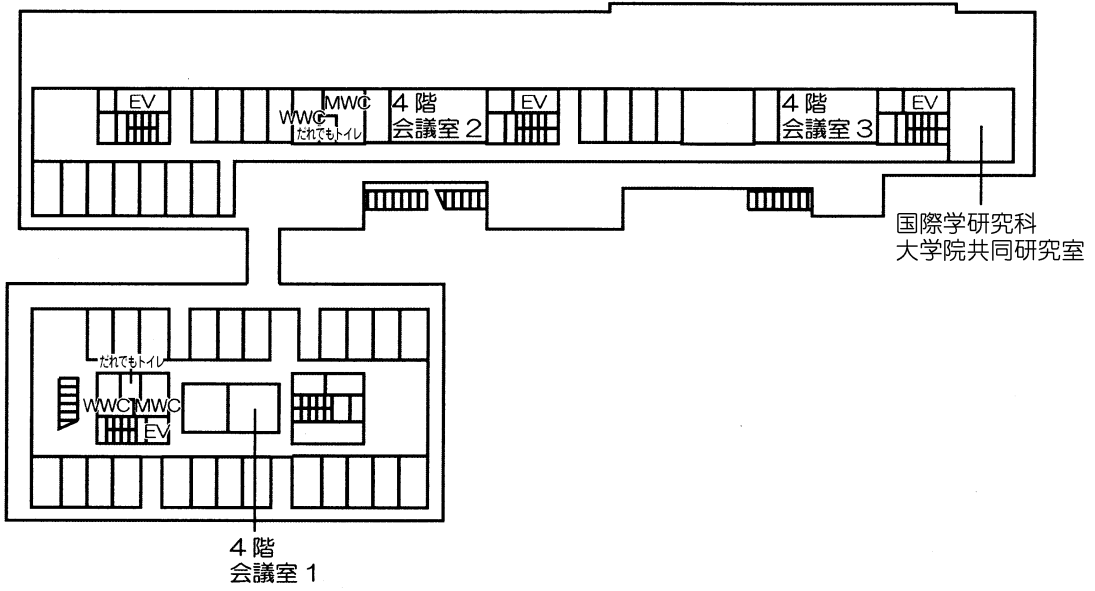 EV
WWC
MWC
だれでもトイレ
4階
会議室2
EV
4階
会議室3
EV
国際学研究科
大学院共同研究室
だれでもトイレ
WWC
MWC
EV
4階
会議室1